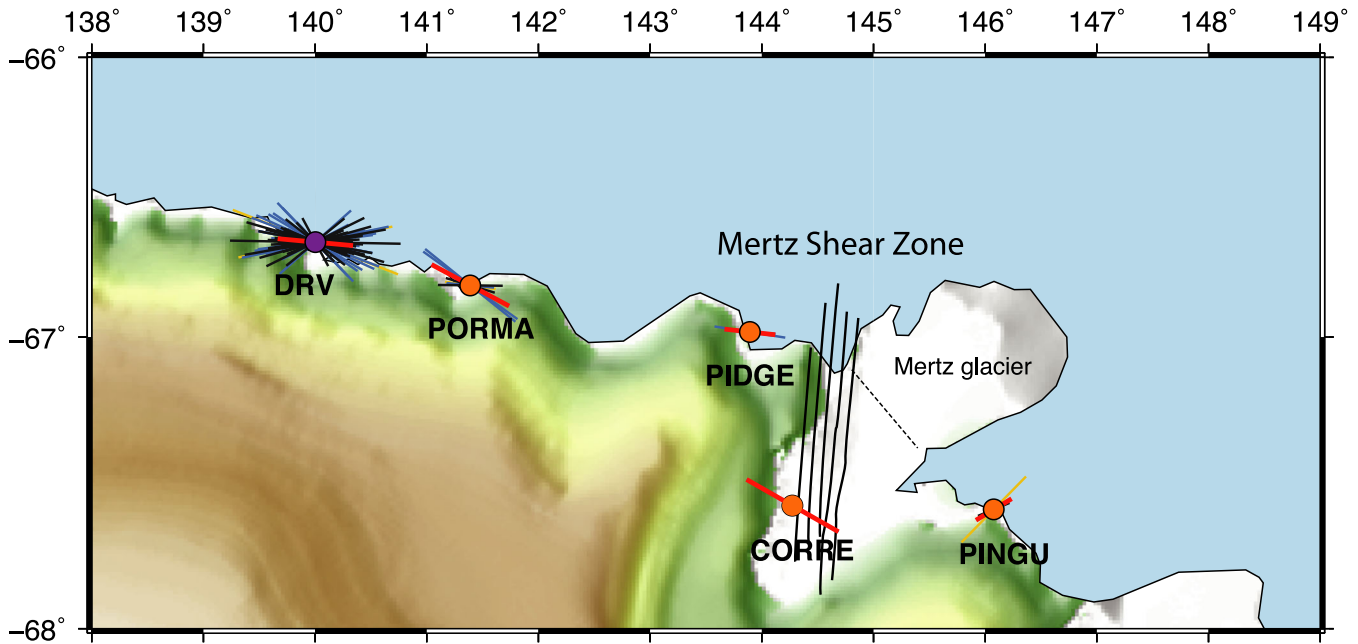 138° 139° 140° 141° 142° 143° 144° 145° 146° 147° 148° 149°
−66°
Mertz Shear Zone
DRV
PORMA
−67°
PIDGE
Mertz glacier
CORRE
PINGU
−68°